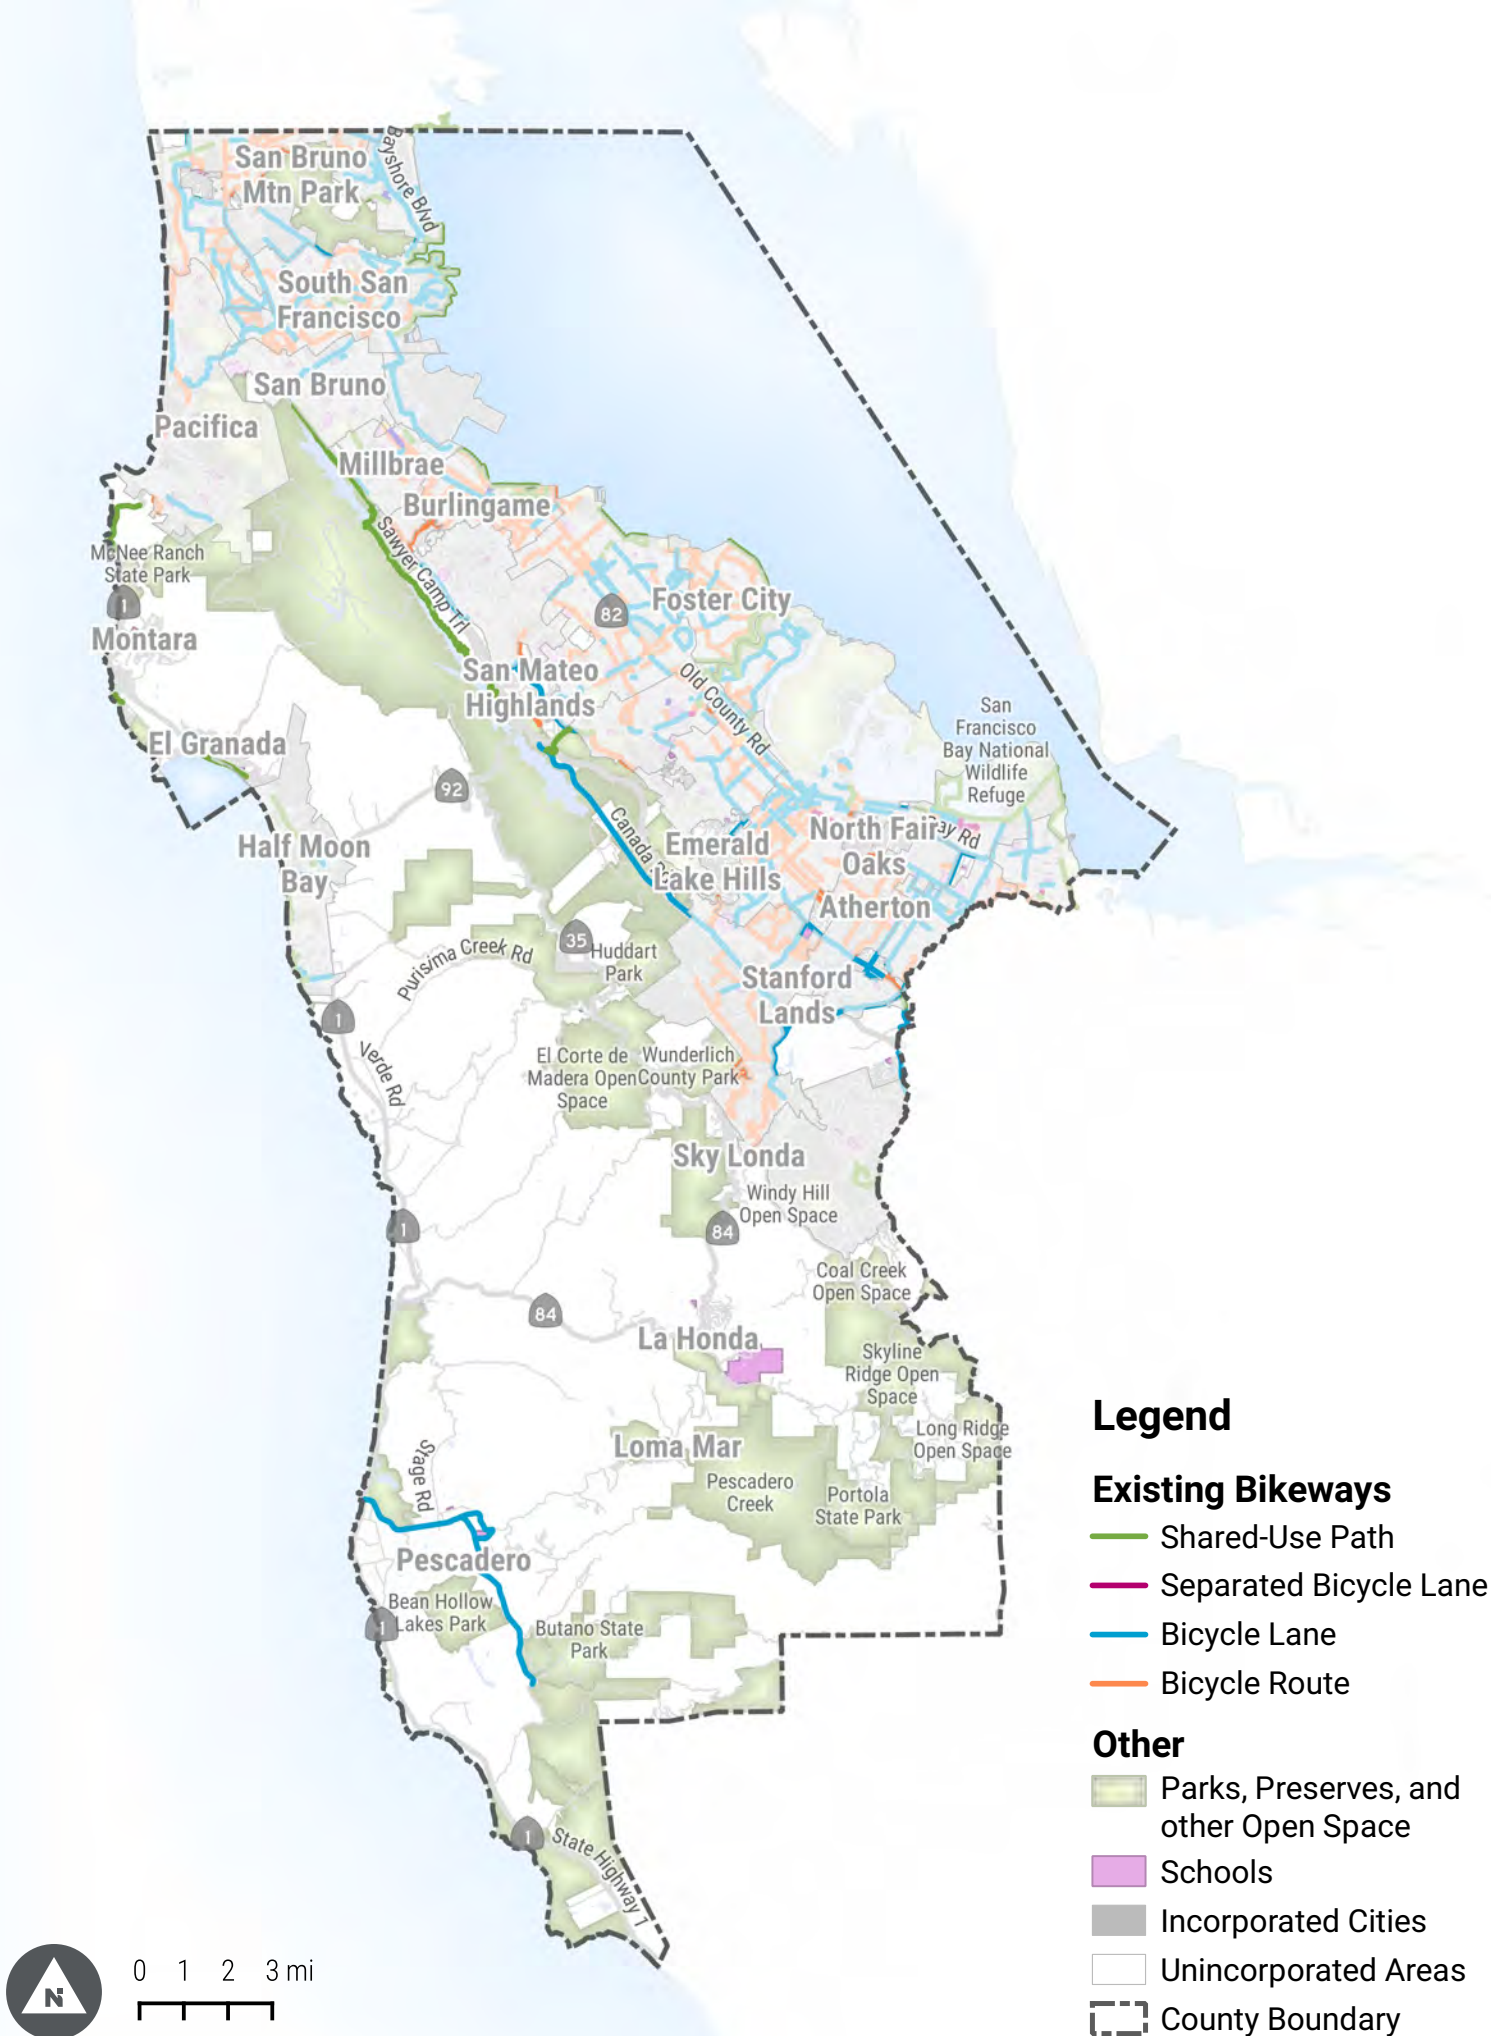 San Bruno
Mtn Park
Bayshore Blvd
South San
Francisco
San Bruno
Pacifica
Millbrae
Burlingame
Sawyer Camp Trl
McNee Ranch
State Park
1
Montara
82
Foster City
San Mateo
Highlands
Old County Rd
San
Francisco
Bay National
Wildlife
Refuge
El Granada
92
Half Moon
Bay
Canada
Emerald
Lake Hills
North Fair
Oaks
Bay Rd
Atherton
35
Huddart
Park
Purisima Creek Rd
Stanford
Lands
1
Verde Rd
El Corte de
Madera Open
Space
Wunderlich
County Park
Sky Londa
Windy Hill
Open Space
1
84
Coal Creek
Open Space
84
La Honda
Skyline
Ridge Open
Space
Long Ridge
Open Space
Stage Rd
Loma Mar
Pescadero
Creek
Portola
State Park
Pescadero
Bean Hollow
Lakes Park
1
Butano State
Park
1
State Highway 1
Legend
Existing Bikeways
Shared-Use Path
Separated Bicycle Lane
Bicycle Lane
Bicycle Route
Other
Parks, Preserves, and
other Open Space
Schools
Incorporated Cities
Unincorporated Areas
County Boundary
N
0 1 2 3 mi